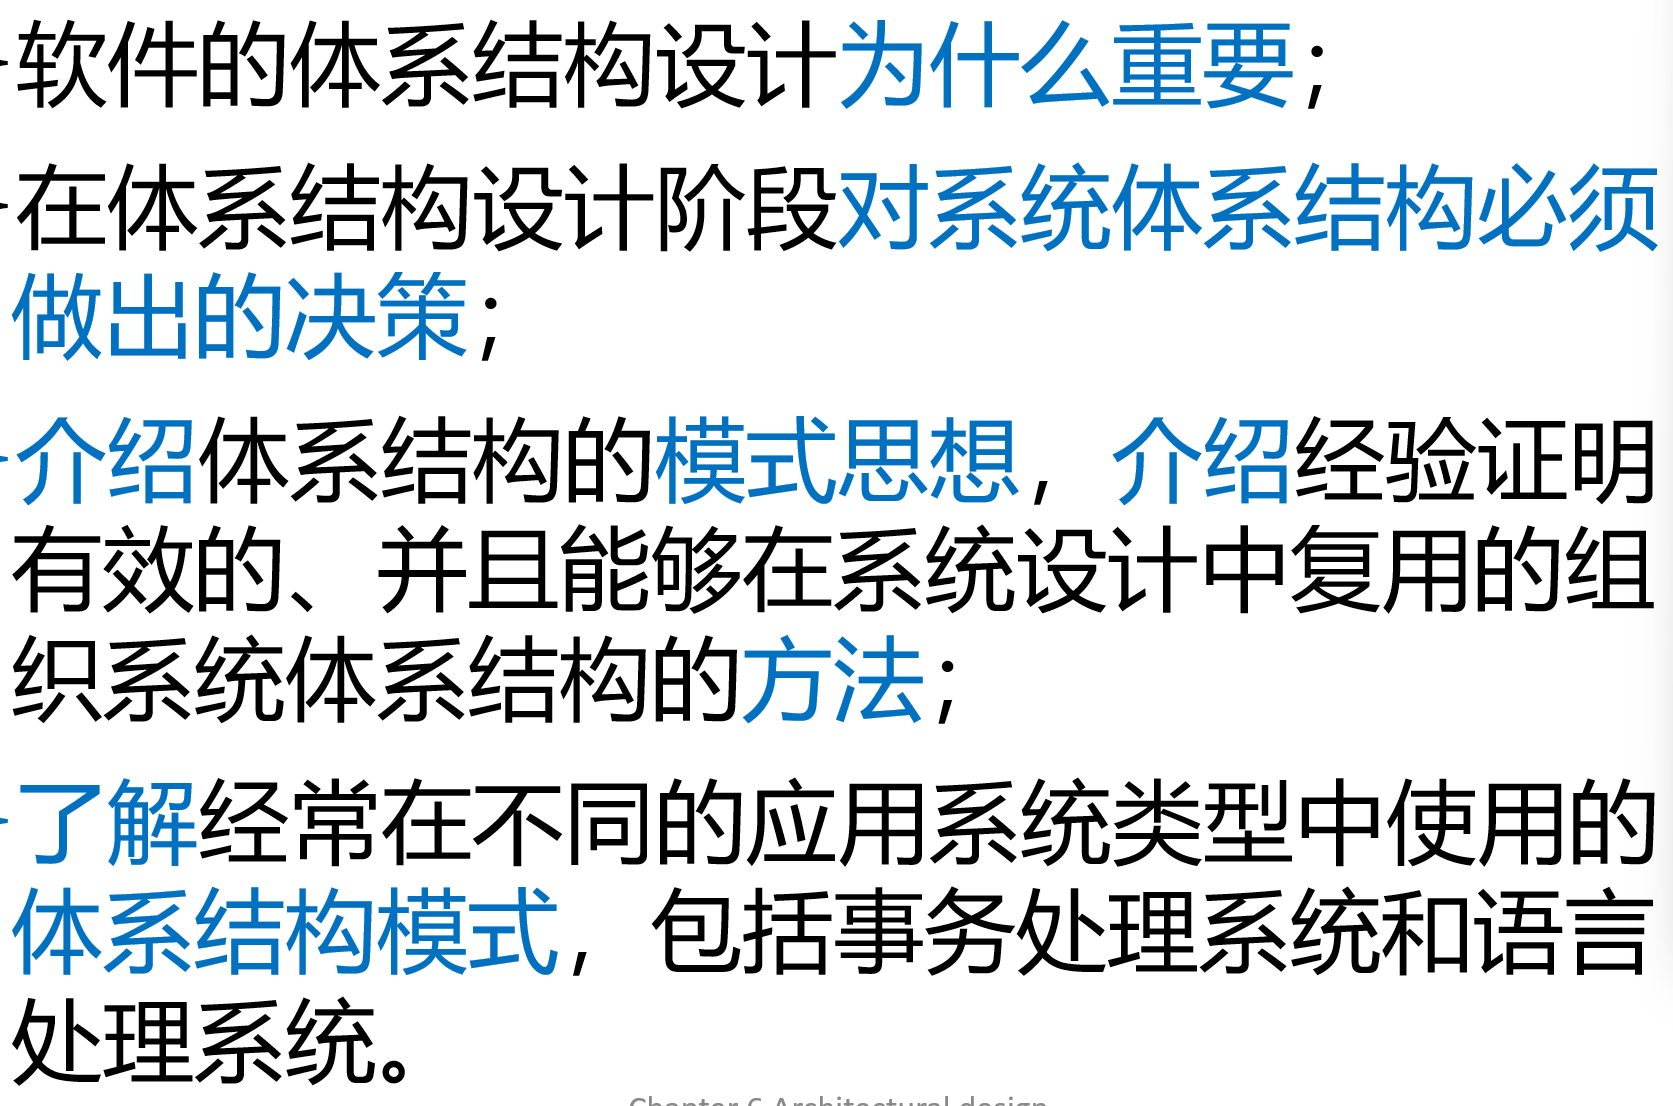 软件的体系结构设计为什么重要；
在体系结构设计阶段对系统体系结构必须
做出的决策；
介绍体系结构的模式思想，介绍经验证明
有效的、并且能够在系统设计中复用的组
织系统体系结构的方法；
了解经常在不同的应用系统类型中使用的
体系结构模式，包括事务处理系统和语言
处理系统。
Chapter 6 Architectural design